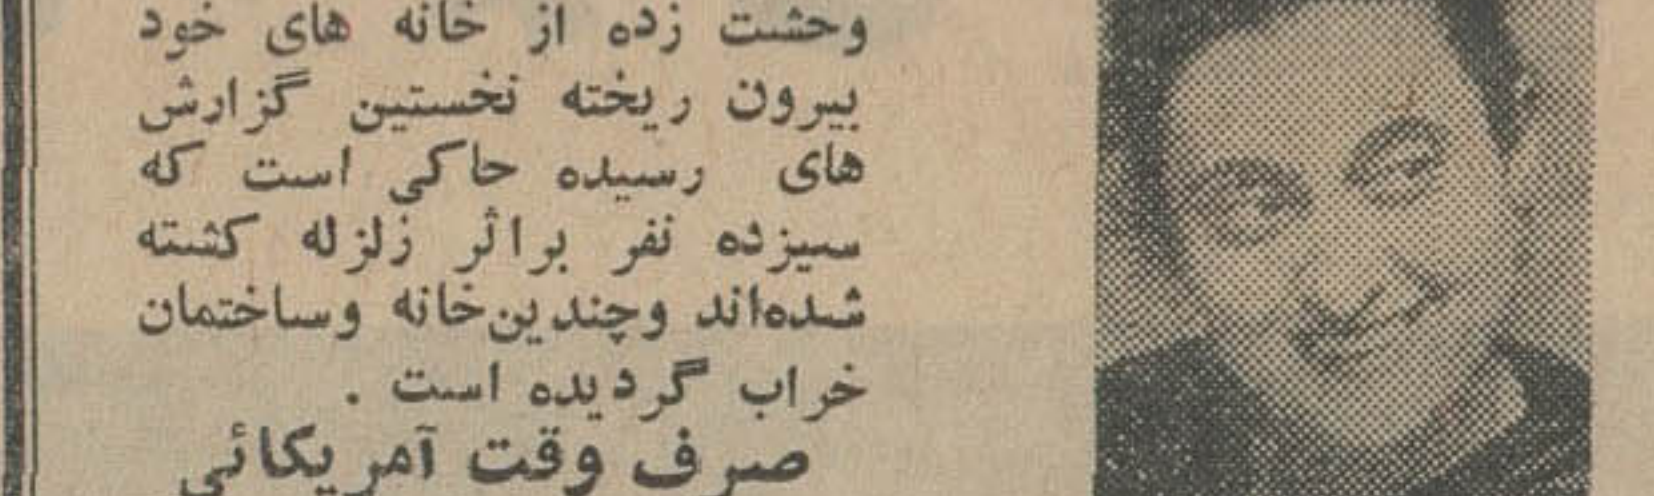 وحشت زده از خانه های خود
بیرون ریخته نخستین گزارش
های رسیده حاکی است که
سیزده نفر براثر زلزله کشته
شده‌اند وچندین خانه وساختمان
خراب گردیده است .
صرف وقت آمریکائی